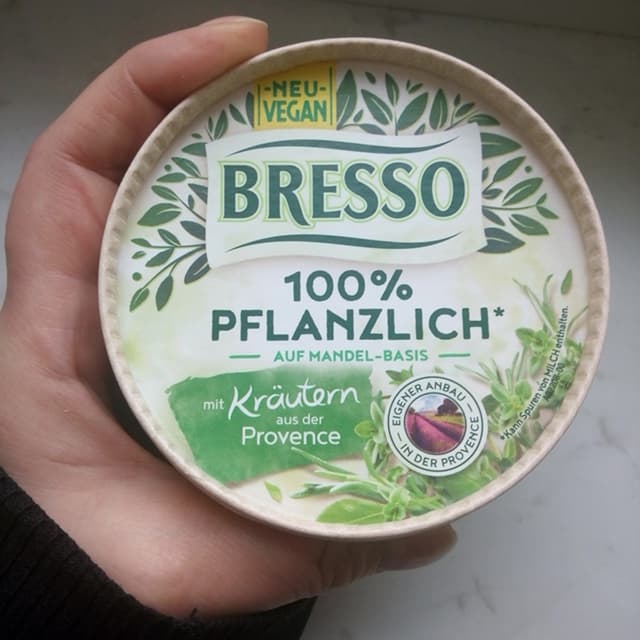 -NEU-
VEGAN
BRESSO
100%
PFLANZLICH*
AUF MANDEL-BASIS
mit Kräutern
aus der
Provence
EIGENER ANBAU
IN DER PROVENCE
*Kann Spuren von MILCH enthalten.